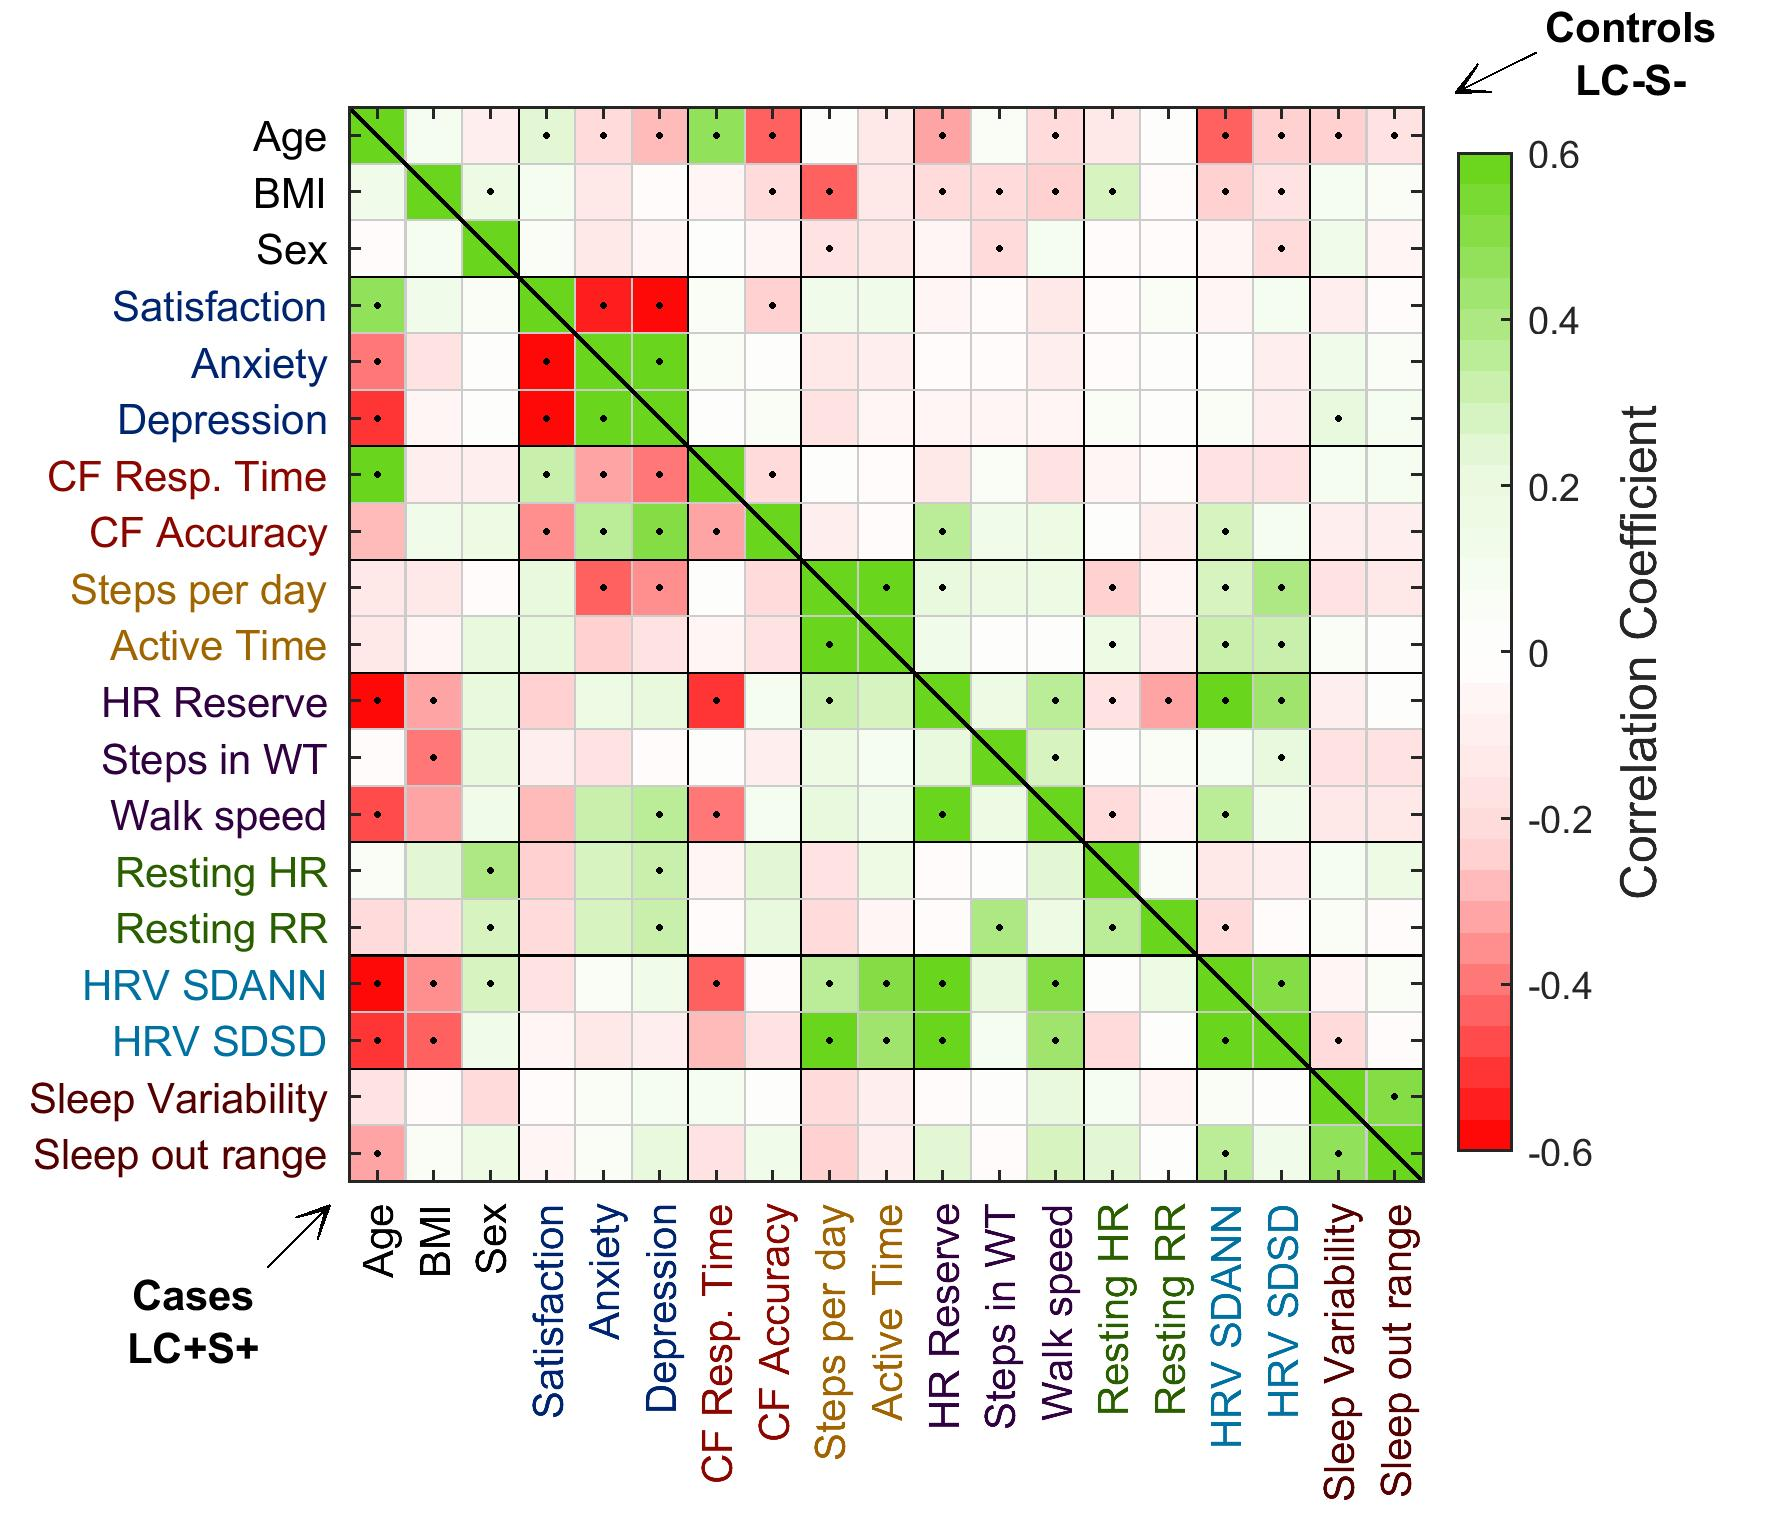 Controls
LC-S-
Age
BMI
Sex
Satisfaction
Anxiety
Depression
CF Resp. Time
CF Accuracy
Steps per day
Active Time
HR Reserve
Steps in WT
Walk speed
Resting HR
Resting RR
HRV SDANN
HRV SDSD
Sleep Variability
Sleep out range
0.6
0.4
0.2
0
-0.2
-0.4
-0.6
Correlation Coefficient
Cases
LC+S+
Age
BMI
Sex
Satisfaction
Anxiety
Depression
CF Resp. Time
CF Accuracy
Steps per day
Active Time
HR Reserve
Steps in WT
Walk speed
Resting HR
Resting RR
HRV SDANN
HRV SDSD
Sleep Variability
Sleep out range